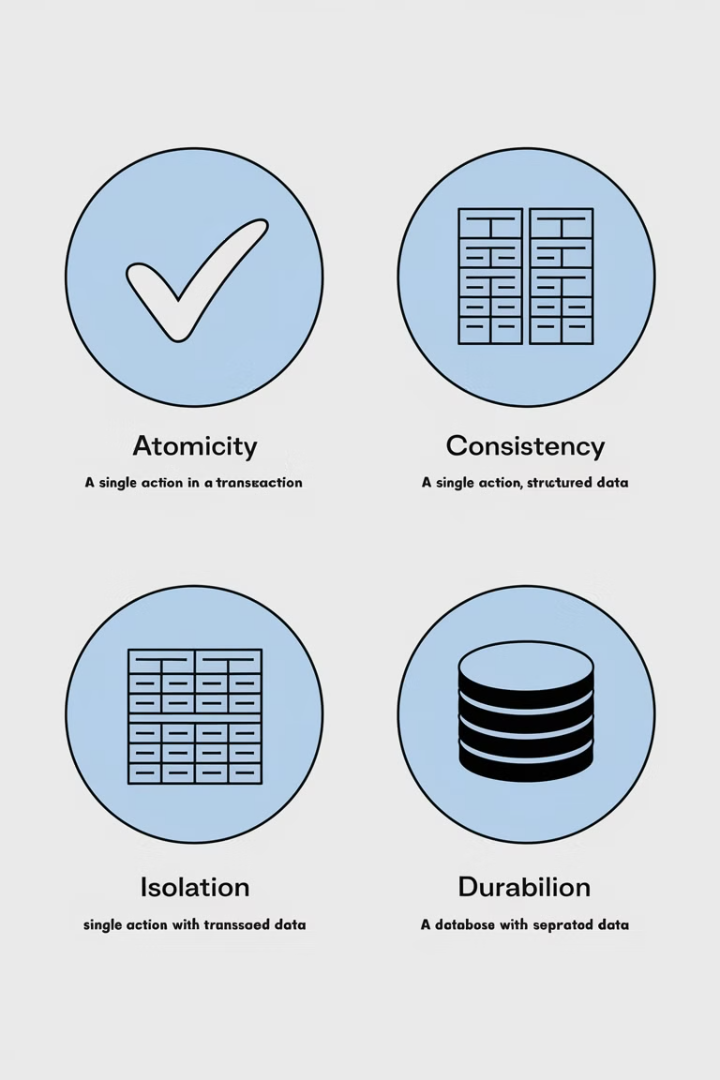 Atomicity
A single action in a transsaction
Consistency
A single action, structured data
Isolation
single action with transsaed data
Durabilion
A database with sepratod data